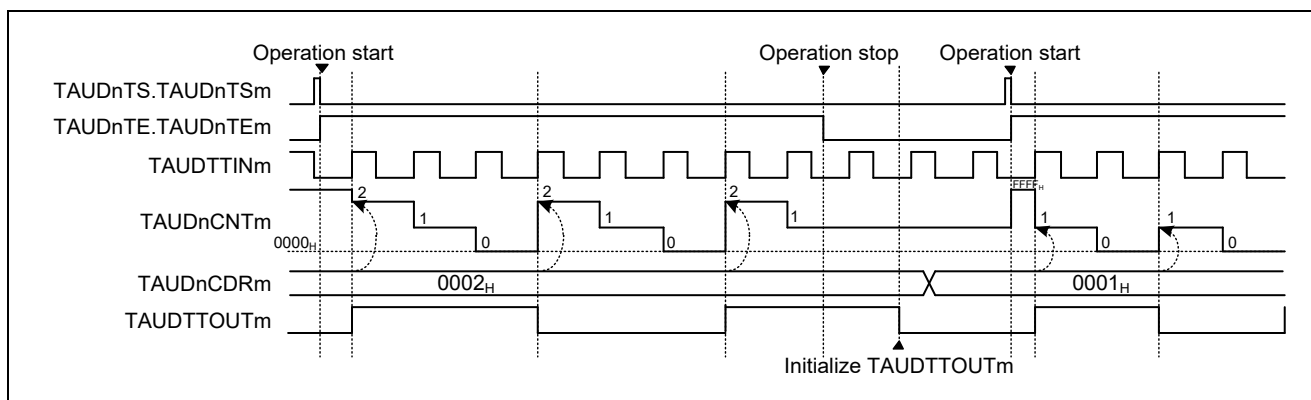 Operation start Operation stop Operation start
TAUDnTS.TAUDnTSm
TAUDnTE.TAUDnTEm
TAUDTTINm
TAUDnCNTm
0000H
2 1 0 2 1 0 2 1 FFFFH 1 0 1 0
TAUDnCDRm 0002H 0001H
TAUDTTOUTm
Initialize TAUDTTOUTm